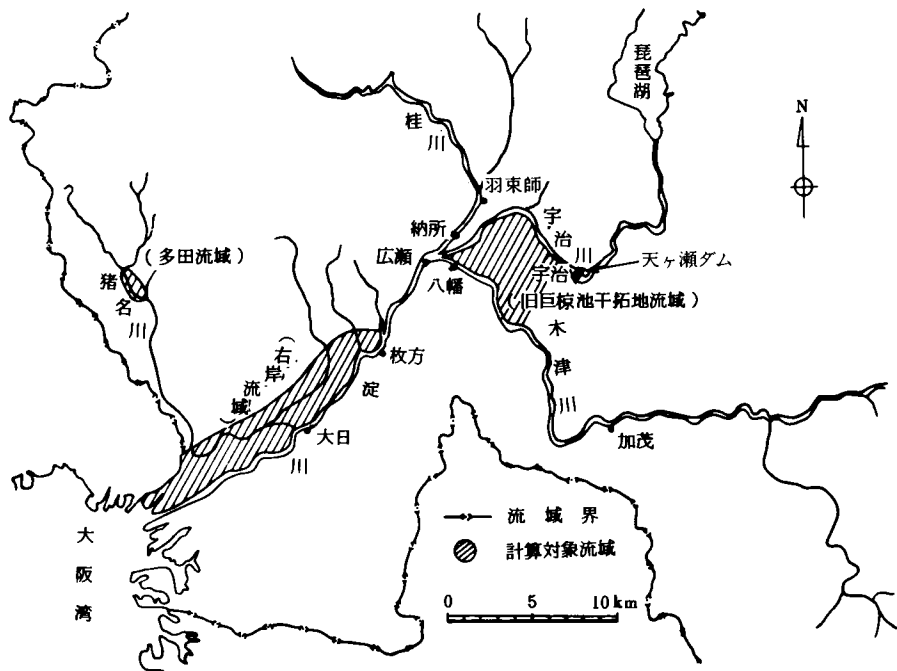 琵琶湖
N
桂川
羽束師
納所
宇治川
広瀬
天ヶ瀬ダム
宇治
(多田流域)
八幡
猪名川
(旧巨椋池干拓地流域)
木津川
枚方
(右岸流域)
淀川
大日
加茂
大阪湾
流域界
計算対象流域
0 5 10 km